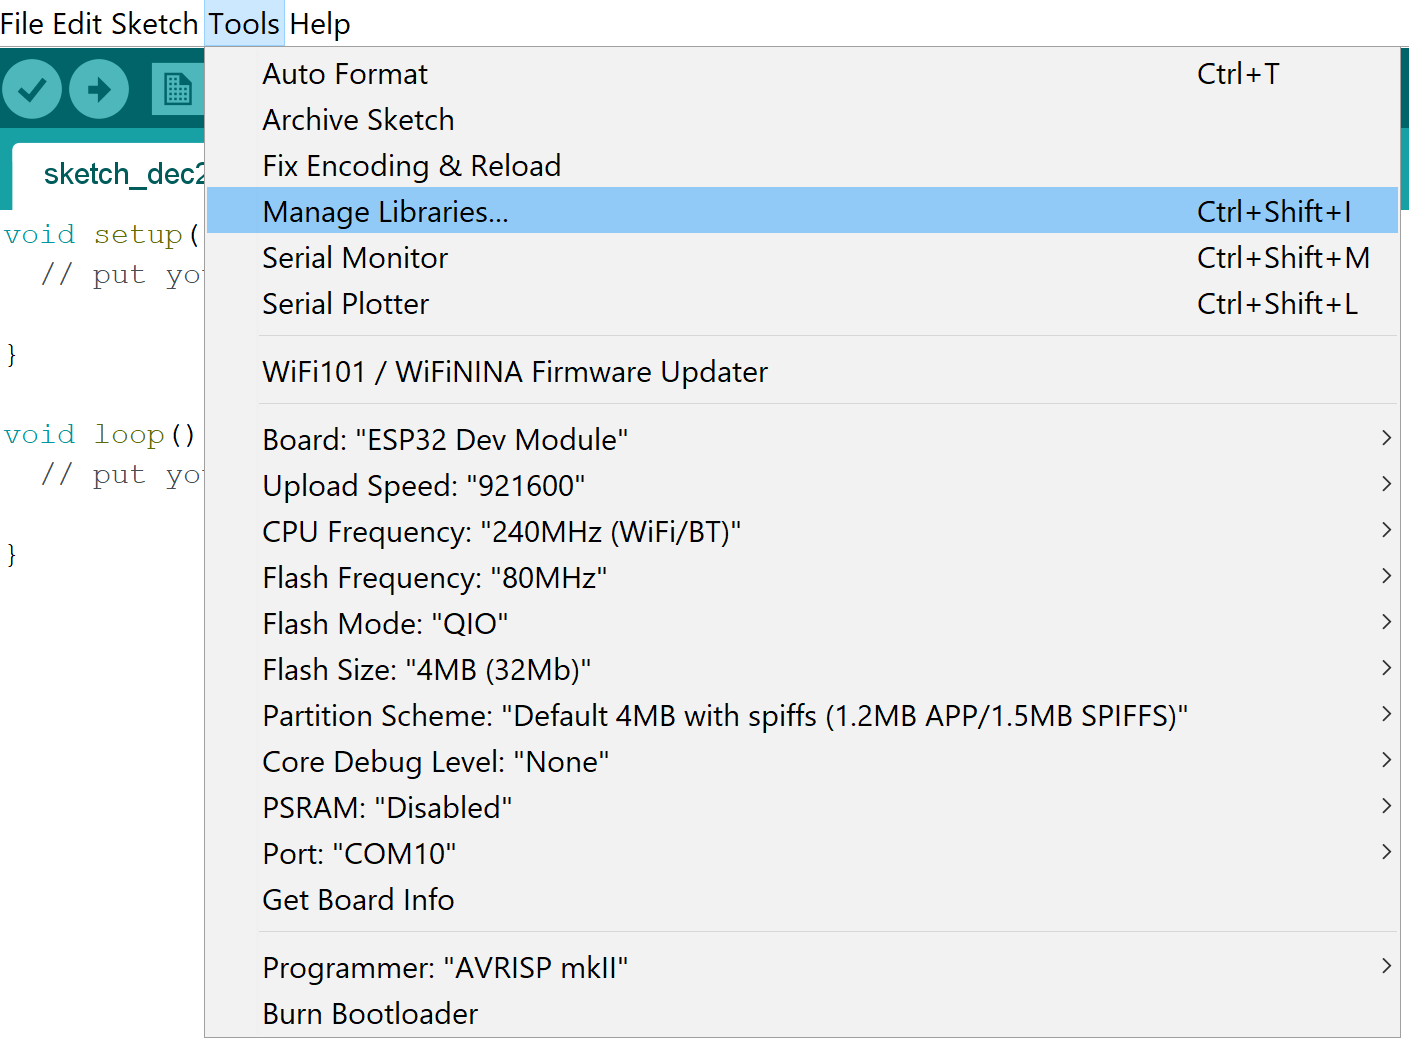 File Edit Sketch Tools Help
Auto Format Ctrl+T
Archive Sketch
Fix Encoding & Reload
sketch_dec2
Manage Libraries... Ctrl+Shift+I
void setup(
Serial Monitor Ctrl+Shift+M
// put you
Serial Plotter Ctrl+Shift+L
}
WiFi101 / WiFiNINA Firmware Updater
void loop()
Board: "ESP32 Dev Module"
// put you
Upload Speed: "921600"
CPU Frequency: "240MHz (WiFi/BT)"
}
Flash Frequency: "80MHz"
Flash Mode: "QIO"
Flash Size: "4MB (32Mb)"
Partition Scheme: "Default 4MB with spiffs (1.2MB APP/1.5MB SPIFFS)"
Core Debug Level: "None"
PSRAM: "Disabled"
Port: "COM10"
Get Board Info
Programmer: "AVRISP mkII"
Burn Bootloader